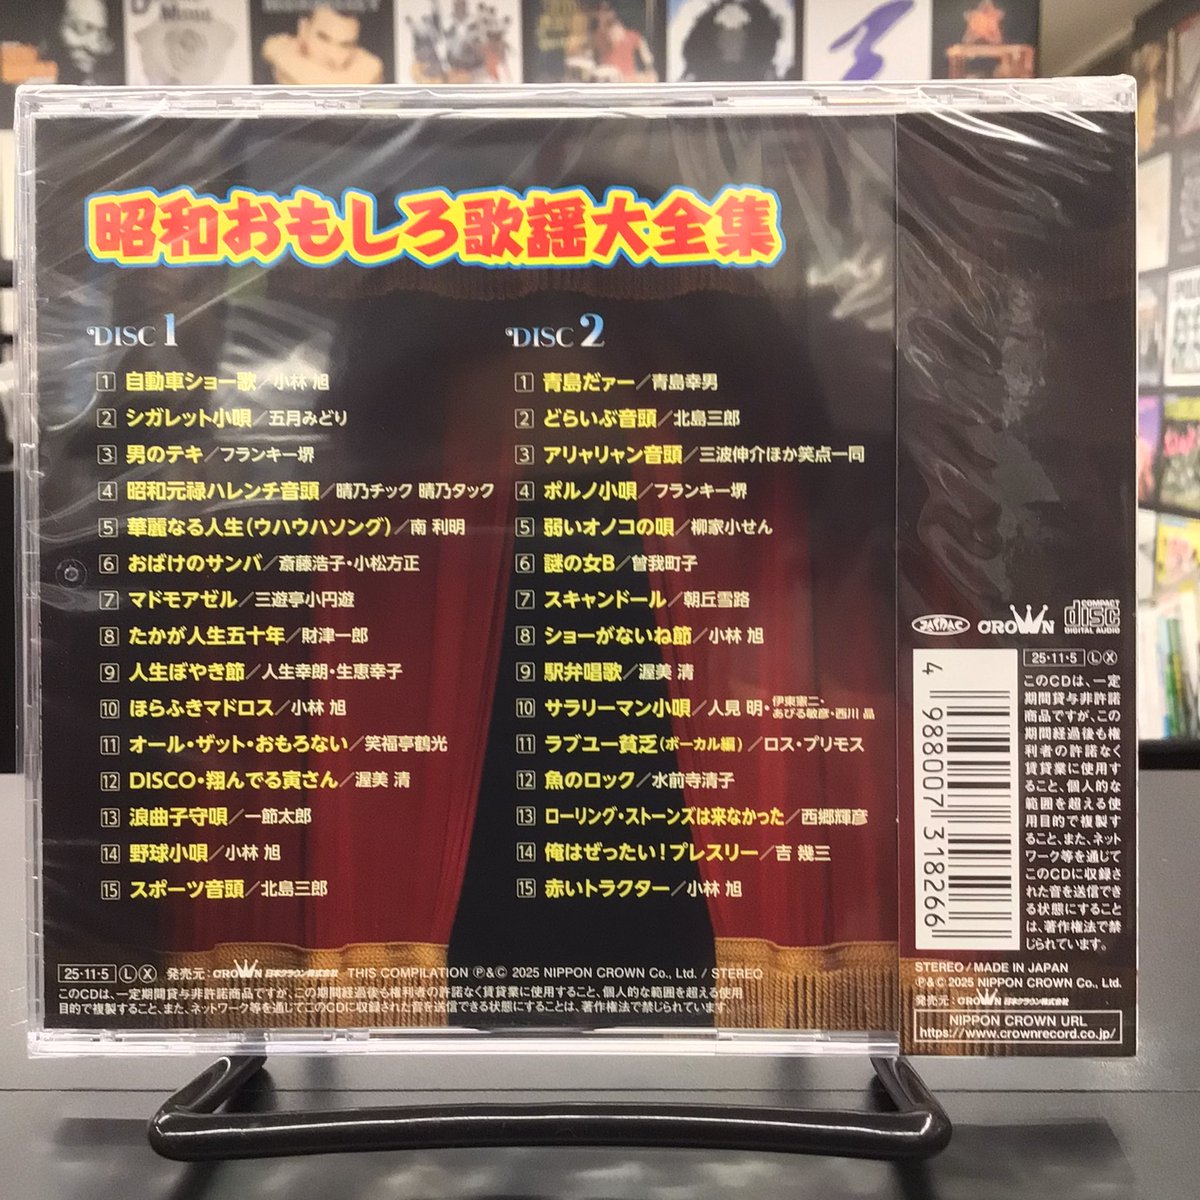 昭和おもしろ歌謡大全集
DISC 1
1 自動車ショー歌／小林 旭
2 シガレット小唄／五月みどり
3 男のテキ／フランキー堺
4 昭和元禄ハレンチ音頭／晴乃チック 晴乃タック
5 華麗なる人生(ウハウハソング)／南 利明
6 おばけのサンバ／斎藤浩子・小松方正
7 マドモアゼル／三遊亭小円遊
8 たかが人生五十年／財津一郎
9 人生ぼやき節／人生幸朗・生恵幸子
10 ほらふきマドロス／小林 旭
11 オール・ザット・おもろない／笑福亭鶴光
12 DISCO・翔んでる寅さん／渥美 清
13 浪曲子守唄／一節太郎
14 野球小唄／小林 旭
15 スポーツ音頭／北島三郎
DISC 2
1 青島だァー／青島幸男
2 どらいぶ音頭／北島三郎
3 アリャリャン音頭／三波伸介ほか笑点一同
4 ポルノ小唄／フランキー堺
5 弱いオノコの唄／柳家小せん
6 謎の女B／曽我町子
7 スキャンドール／朝丘雪路
8 ショーがないね節／小林 旭
9 駅弁唱歌／渥美 清
10 サラリーマン小唄／人見 明・伊東憲二・あびる敏彦・西川 晶
11 ラブユー貧乏(ボーカル編)／ロス・プリモス
12 魚のロック／水前寺清子
13 ローリング・ストーンズは来なかった／西郷輝彦
14 俺はぜったい！プレスリー／吉 幾三
15 赤いトラクター／小林 旭
25・11・5 Ⓛ Ⓧ 発売元：CROWN 日本クラウン株式会社 THIS COMPILATION Ⓟ&© 2025 NIPPON CROWN Co., Ltd. / STEREO
このCDは、一定期間貸与非許諾商品ですが、この期間経過後も権利者の許諾なく賃貸業に使用すること、個人的な範囲を超える使用
目的で複製すること、また、ネットワーク等を通じてこのCDに収録された音を送信できる状態にすることは、著作権法で禁じられています。
JASRAC
CROWN
COMPACT
disc
DIGITAL AUDIO
4 988007 318266
25・11・5 Ⓛ Ⓧ
このCDは、一定
期間貸与非許諾
商品ですが、この
期間経過後も権
利者の許諾なく
賃貸業に使用す
ること、個人的な
範囲を超える使
用目的で複製す
ること、また、ネット
ワーク等を通じて
このCDに収録され
た音を送信でき
る状態にすること
は、著作権法で禁
じられています。
STEREO / MADE IN JAPAN
Ⓟ&© 2025 NIPPON CROWN Co., Ltd.
発売元：CROWN 日本クラウン株式会社
NIPPON CROWN URL
https://www.crownrecord.co.jp/